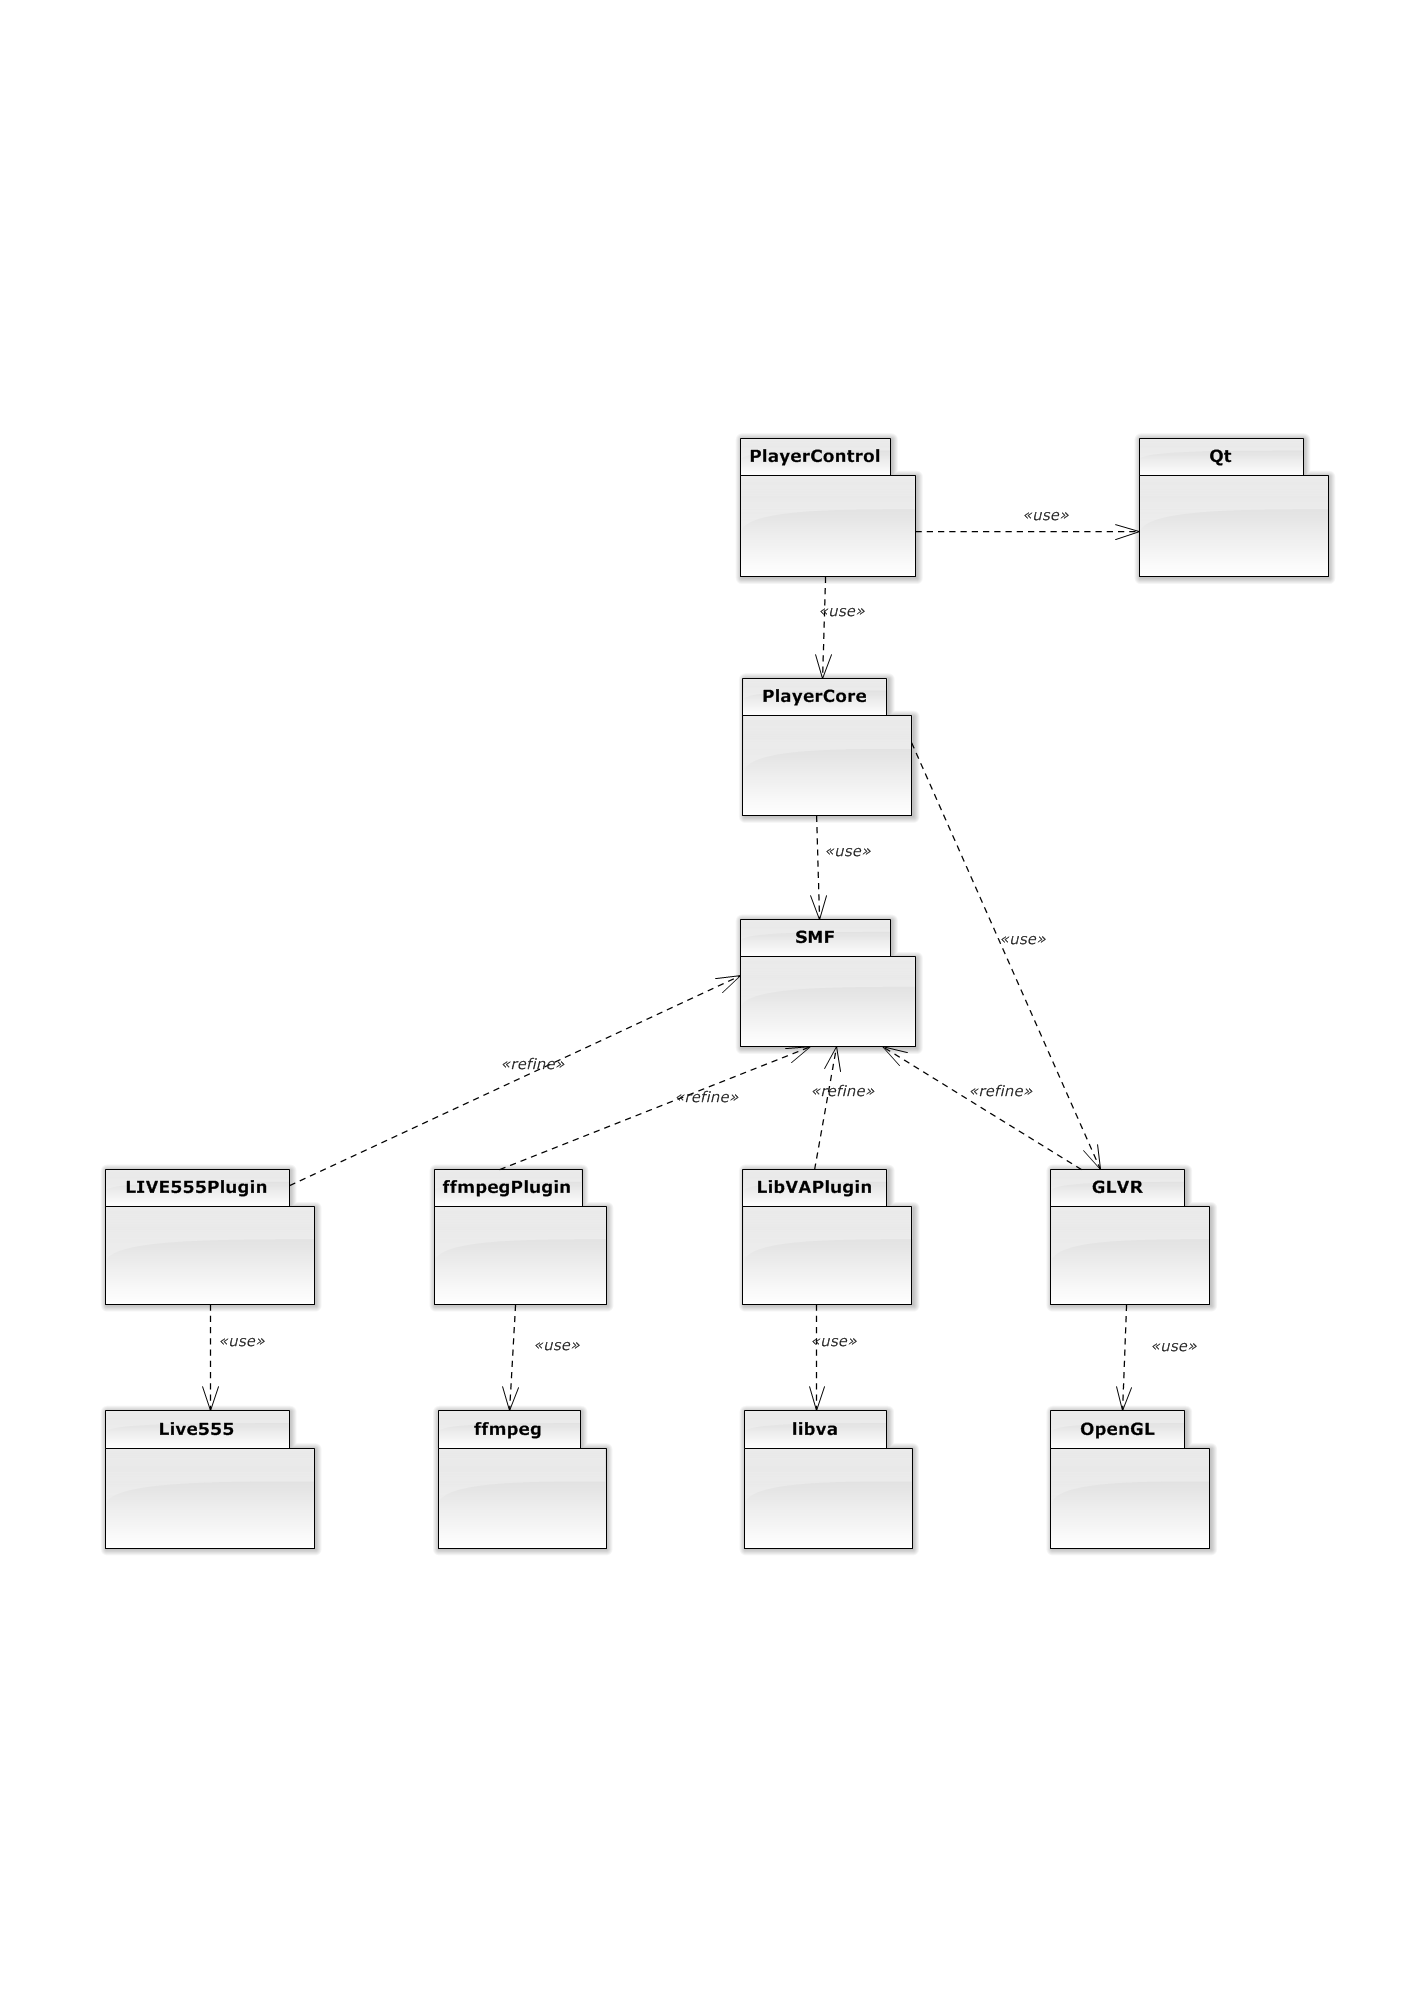 PlayerControl
Qt
«use»
«use»
PlayerCore
«use»
SMF
«use»
«refine»
«refine»
«refine»
«refine»
LIVE555Plugin
ffmpegPlugin
LibVAPlugin
GLVR
«use»
«use»
«use»
«use»
Live555
ffmpeg
libva
OpenGL